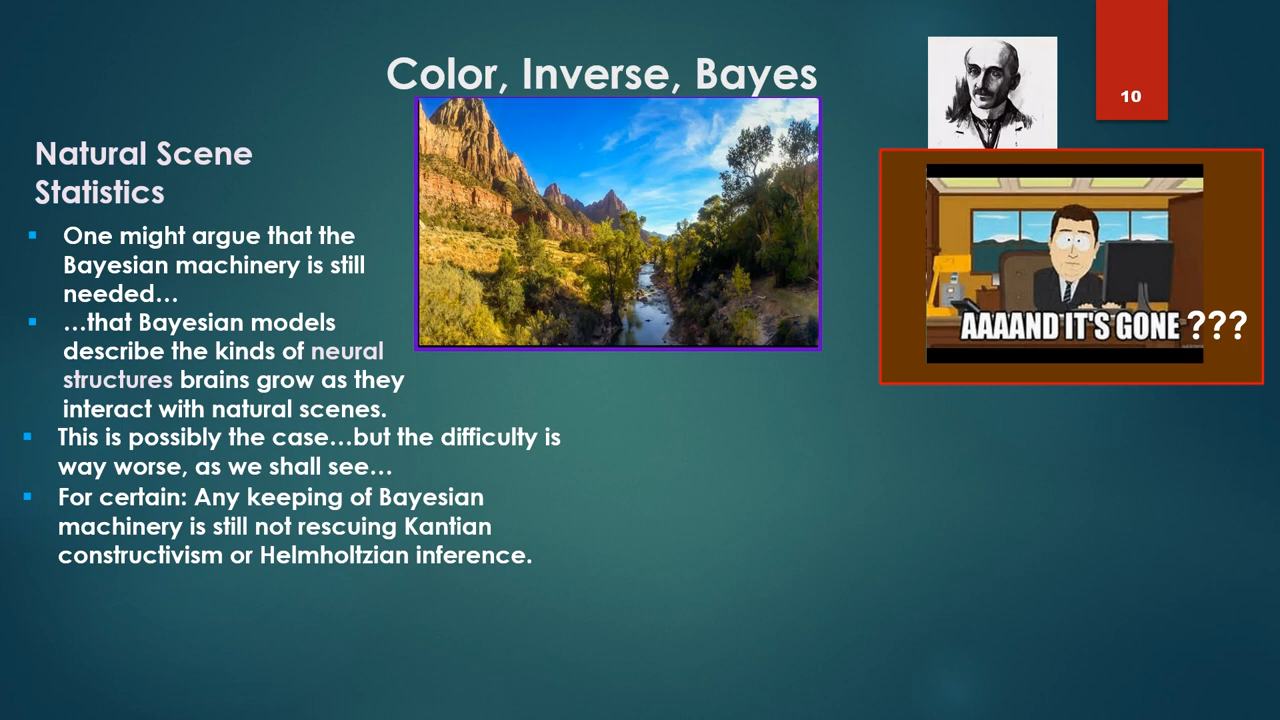 Color, Inverse, Bayes
10
Natural Scene
Statistics
One might argue that the
Bayesian machinery is still
needed…
…that Bayesian models
describe the kinds of neural
structures brains grow as they
interact with natural scenes.
This is possibly the case…but the difficulty is
way worse, as we shall see…
For certain: Any keeping of Bayesian
machinery is still not rescuing Kantian
constructivism or Helmholtzian inference.
AAAAND IT'S GONE ???